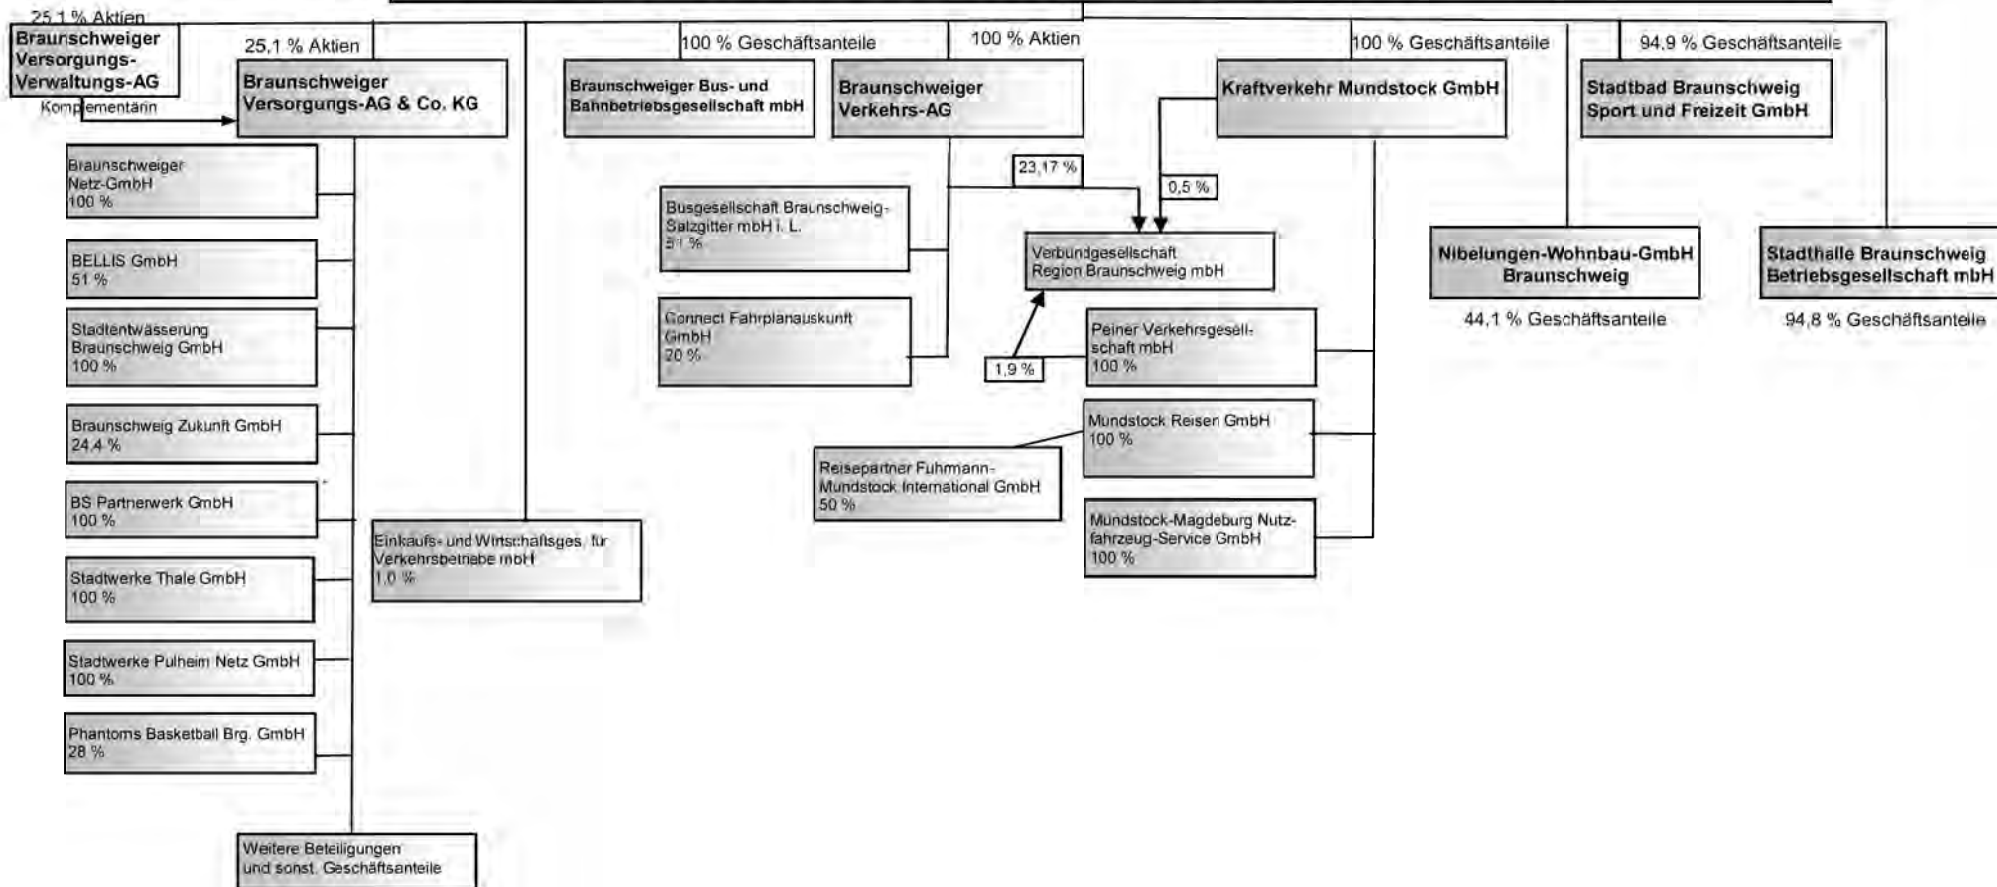 25,1 % Aktien
Braunschweiger
Versorgungs-
Verwaltungs-AG
Komplementärin
25,1 % Aktien
Braunschweiger
Versorgungs-AG & Co. KG
100 % Geschäftsanteile
Braunschweiger Bus- und
Bahnbetriebsgesellschaft mbH
100 % Aktien
Braunschweiger
Verkehrs-AG
100 % Geschäftsanteile
Kraftverkehr Mundstock GmbH
94,9 % Geschäftsanteile
Stadtbad Braunschweig
Sport und Freizeit GmbH
Braunschweiger
Netz-GmbH
100 %
BELLIS GmbH
51 %
Stadtentwässerung
Braunschweig GmbH
100 %
Braunschweig Zukunft GmbH
24,4 %
BS Partnerwerk GmbH
100 %
Stadtwerke Thale GmbH
100 %
Stadtwerke Pulheim Netz GmbH
100 %
Phantoms Basketball Brg. GmbH
28 %
Weitere Beteiligungen
und sonst. Geschäftsanteile
Einkaufs- und Wirtschaftsges. für
Verkehrsbetriebe mbH
1,0 %
Busgesellschaft Braunschweig-
Salzgitter mbH i. L.
51 %
Connect Fahrplanauskunft
GmbH
20 %
23,17 %
0,5 %
Verbundgesellschaft
Region Braunschweig mbH
1,9 %
Peiner Verkehrsgesell-
schaft mbH
100 %
Mundstock Reisen GmbH
100 %
Reisepartner Fuhrmann-
Mundstock International GmbH
50 %
Mundstock-Magdeburg Nutz-
fahrzeug-Service GmbH
100 %
Nibelungen-Wohnbau-GmbH
Braunschweig
44,1 % Geschäftsanteile
Stadthalle Braunschweig
Betriebsgesellschaft mbH
94,8 % Geschäftsanteile